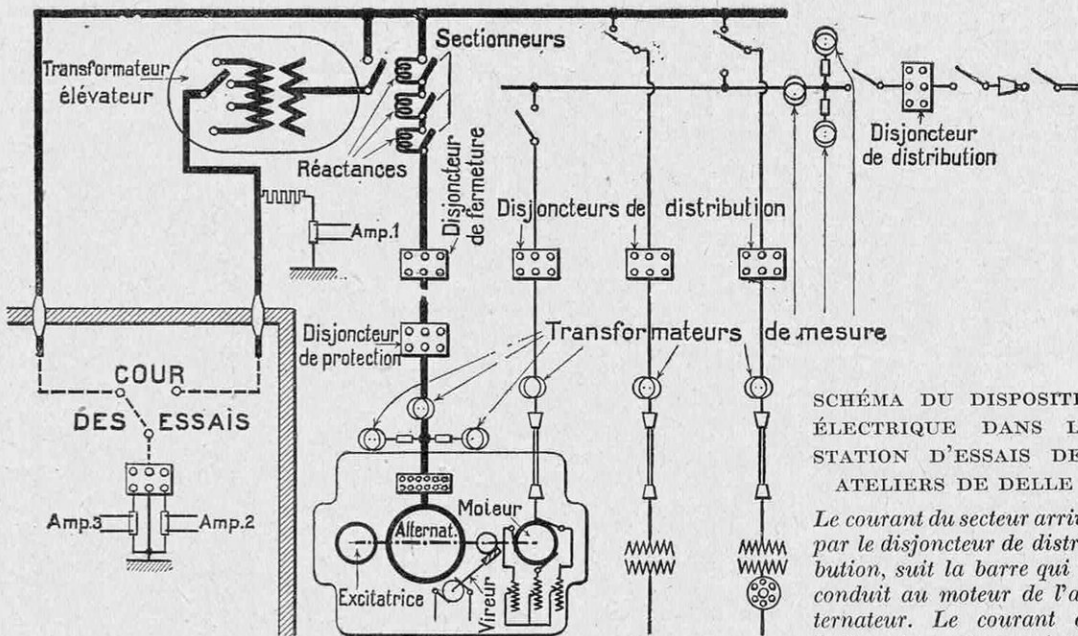 Transformateur
élévateur
Sectionneurs
Réactances
Disjoncteur
de fermeture
Amp.1
Disjoncteur
de distribution
Disjoncteurs de distribution
Disjoncteur
de protection
Transformateurs de mesure
COUR
DES ESSAIS
Amp.3
Amp.2
Alternat.
Moteur
Excitatrice
Vireur
SCHÉMA DU DISPOSITI
ÉLECTRIQUE DANS L
STATION D'ESSAIS DE
ATELIERS DE DELLE
Le courant du secteur arri
par le disjoncteur de distr
bution, suit la barre qui
conduit au moteur de l'a
ternateur. Le courant